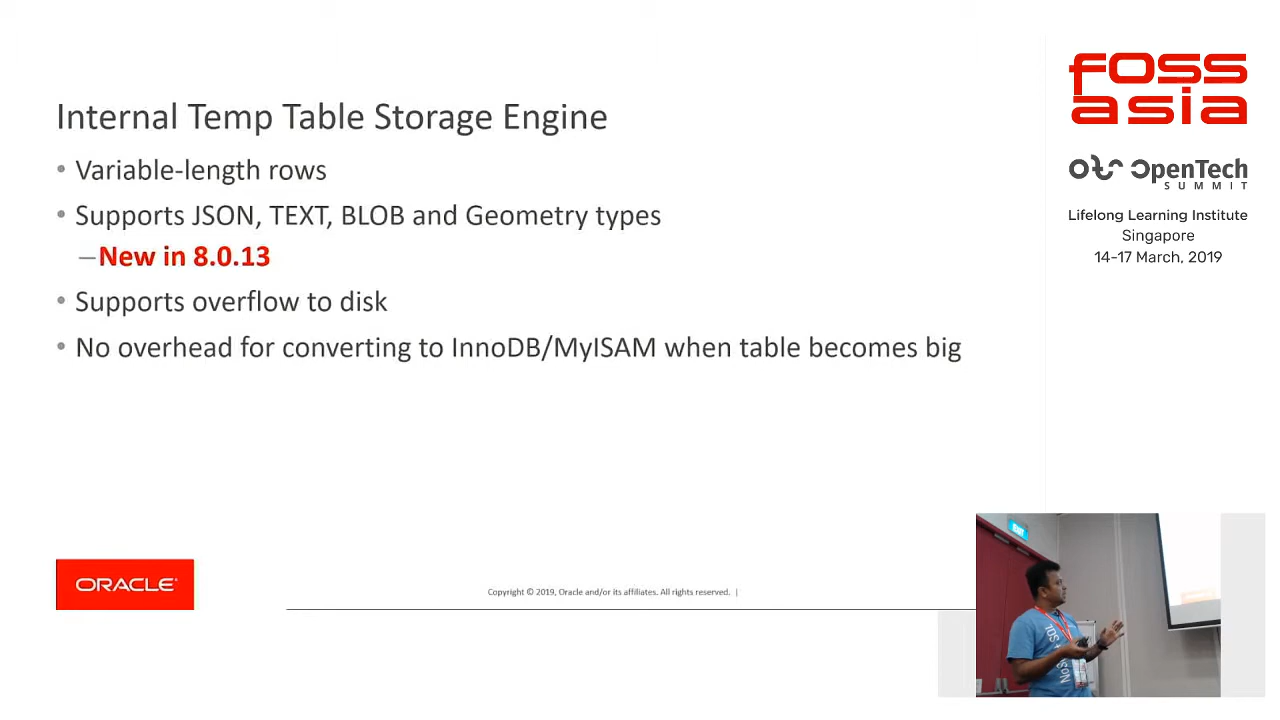 Internal Temp Table Storage Engine
• Variable-length rows
• Supports JSON, TEXT, BLOB and Geometry types
–New in 8.0.13
• Supports overflow to disk
• No overhead for converting to InnoDB/MyISAM when table becomes big
ORACLE®
Copyright © 2019, Oracle and/or its affiliates. All rights reserved. |
FOSS
asia
OpenTech
SUMMIT
Lifelong Learning Institute
Singapore
14-17 March, 2019